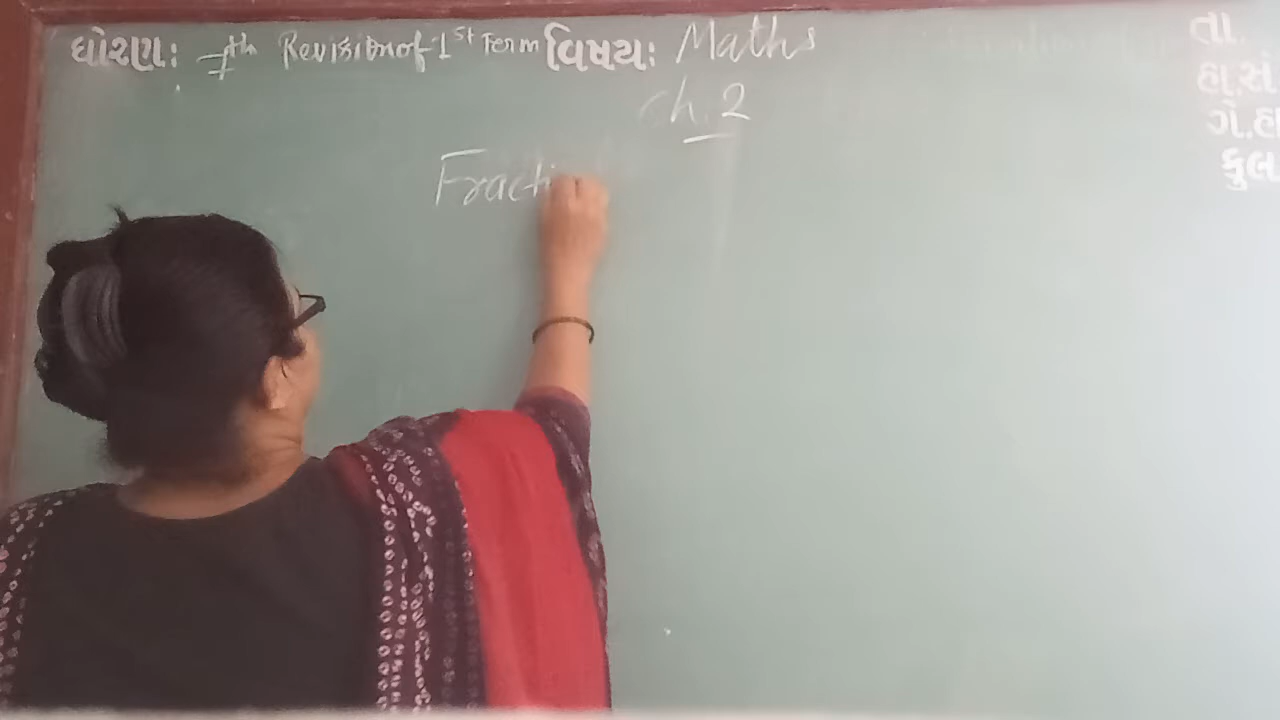 ધોરણ: 7th Revision of 1st Term વિષય: Maths
ch. 2
Fracti
તા.
હા.સં
ગે.હા
કુલ